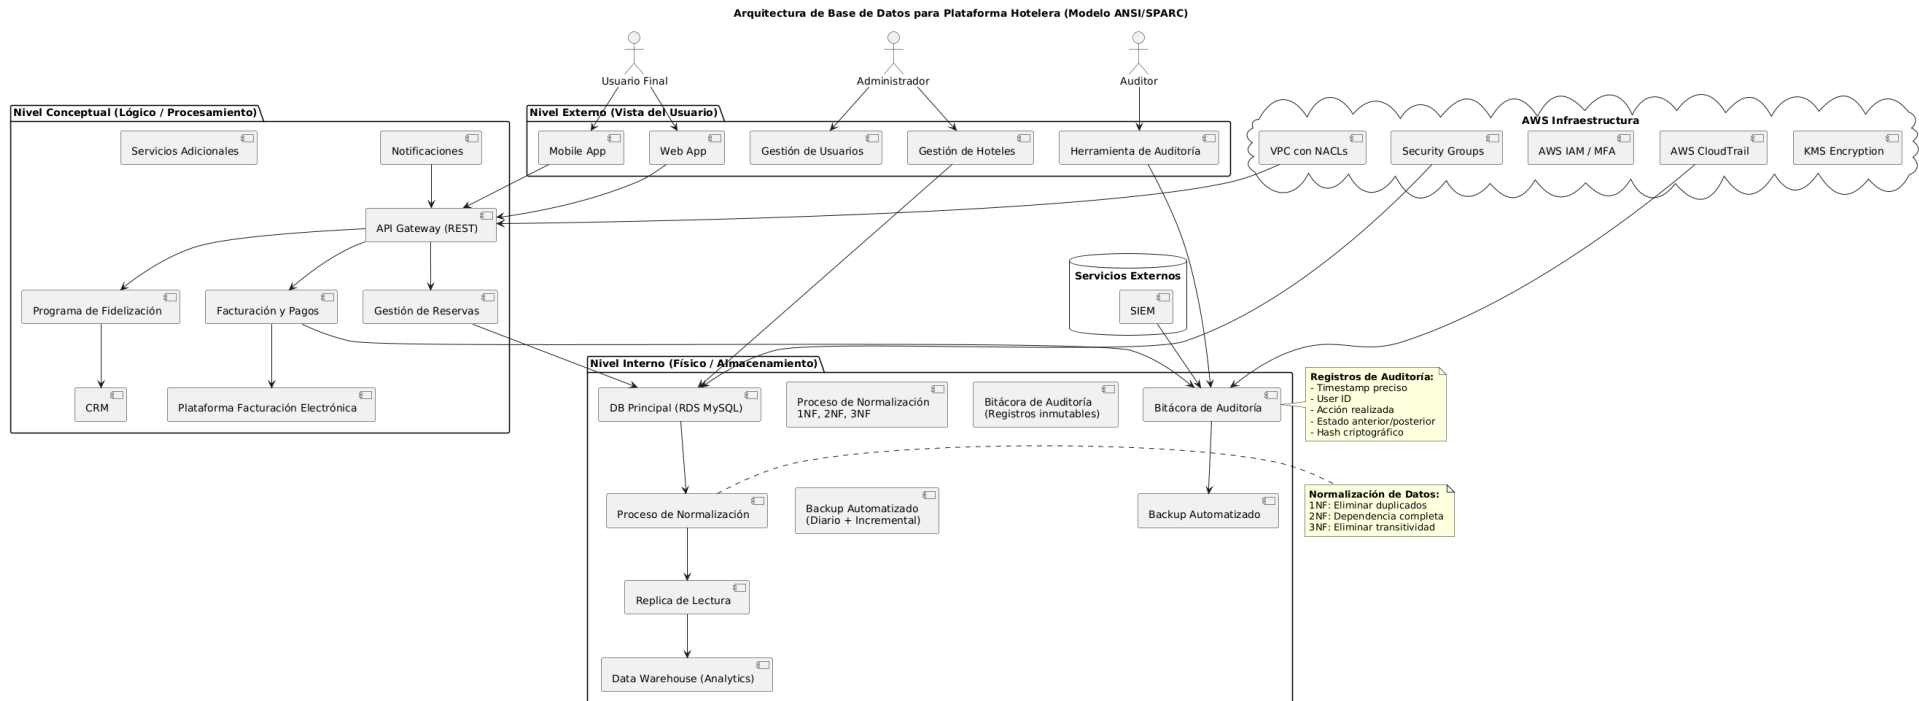 Arquitectura de Base de Datos para Plataforma Hotelera (Modelo ANSI/SPARC)
Usuario Final
Administrador
Auditor
Nivel Conceptual (Lógico / Procesamiento)
Servicios Adicionales
Notificaciones
API Gateway (REST)
Programa de Fidelización
Facturación y Pagos
Gestión de Reservas
CRM
Plataforma Facturación Electrónica
Nivel Externo (Vista del Usuario)
Mobile App
Web App
Gestión de Usuarios
Gestión de Hoteles
Herramienta de Auditoría
AWS Infraestructura
VPC con NACLs
Security Groups
AWS IAM / MFA
AWS CloudTrail
KMS Encryption
Servicios Externos
SIEM
Nivel Interno (Físico / Almacenamiento)
DB Principal (RDS MySQL)
Proceso de Normalización
1NF, 2NF, 3NF
Bitácora de Auditoría
(Registros inmutables)
Bitácora de Auditoría
Registros de Auditoría:
- Timestamp preciso
- User ID
- Acción realizada
- Estado anterior/posterior
- Hash criptográfico
Proceso de Normalización
Backup Automatizado
(Diario + Incremental)
Backup Automatizado
Normalización de Datos:
1NF: Eliminar duplicados
2NF: Dependencia completa
3NF: Eliminar transitividad
Replica de Lectura
Data Warehouse (Analytics)